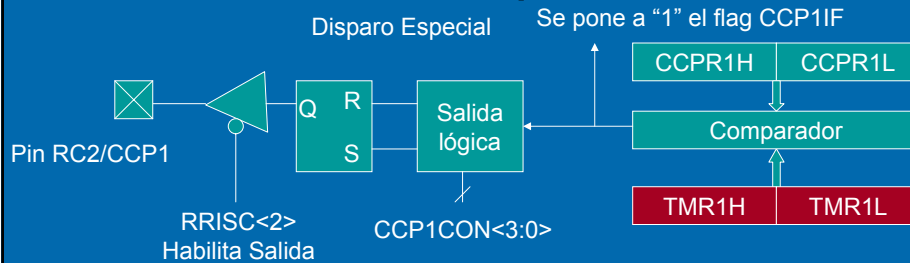 Disparo Especial
Se pone a “1” el flag CCP1IF
CCPR1H
CCPR1L
Q
R
S
Salida
lógica
Comparador
Pin RC2/CCP1
TMR1H
TMR1L
RRISC<2>
Habilita Salida
CCP1CON<3:0>